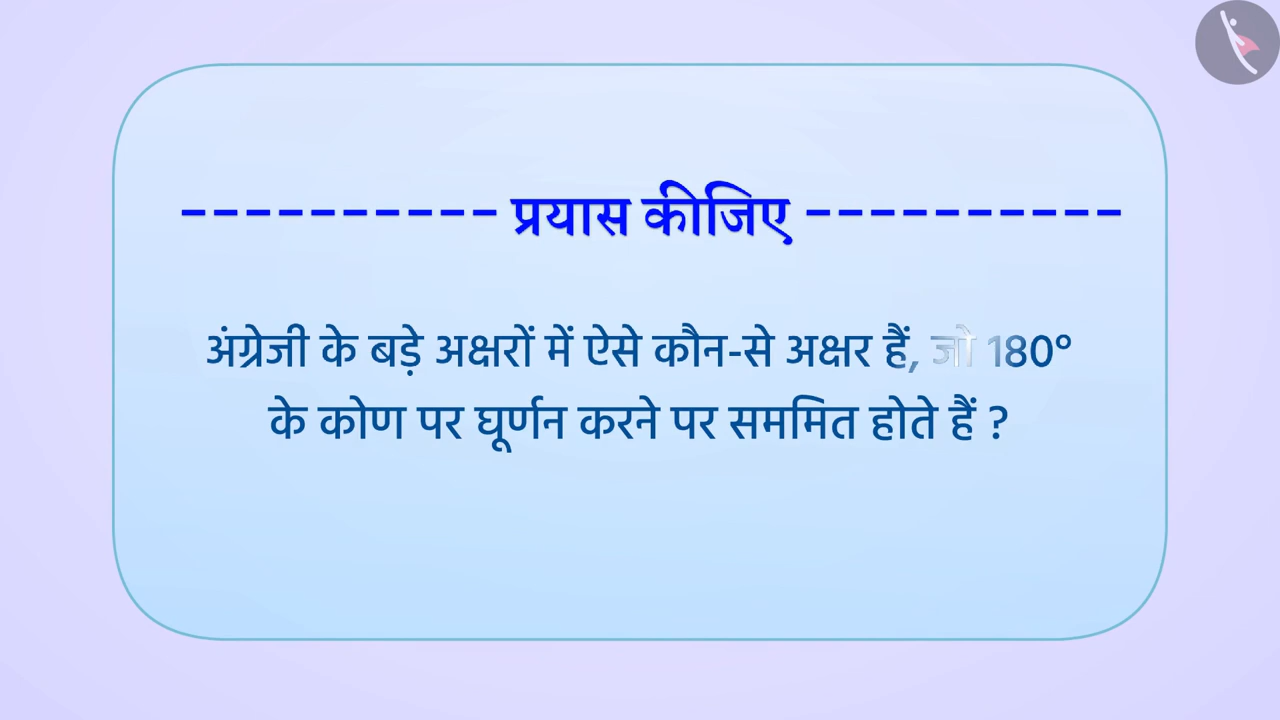 ---------- प्रयास कीजिए ----------
अंग्रेजी के बड़े अक्षरों में ऐसे कौन-से अक्षर हैं, जो 180°
के कोण पर घूर्णन करने पर सममित होते हैं ?